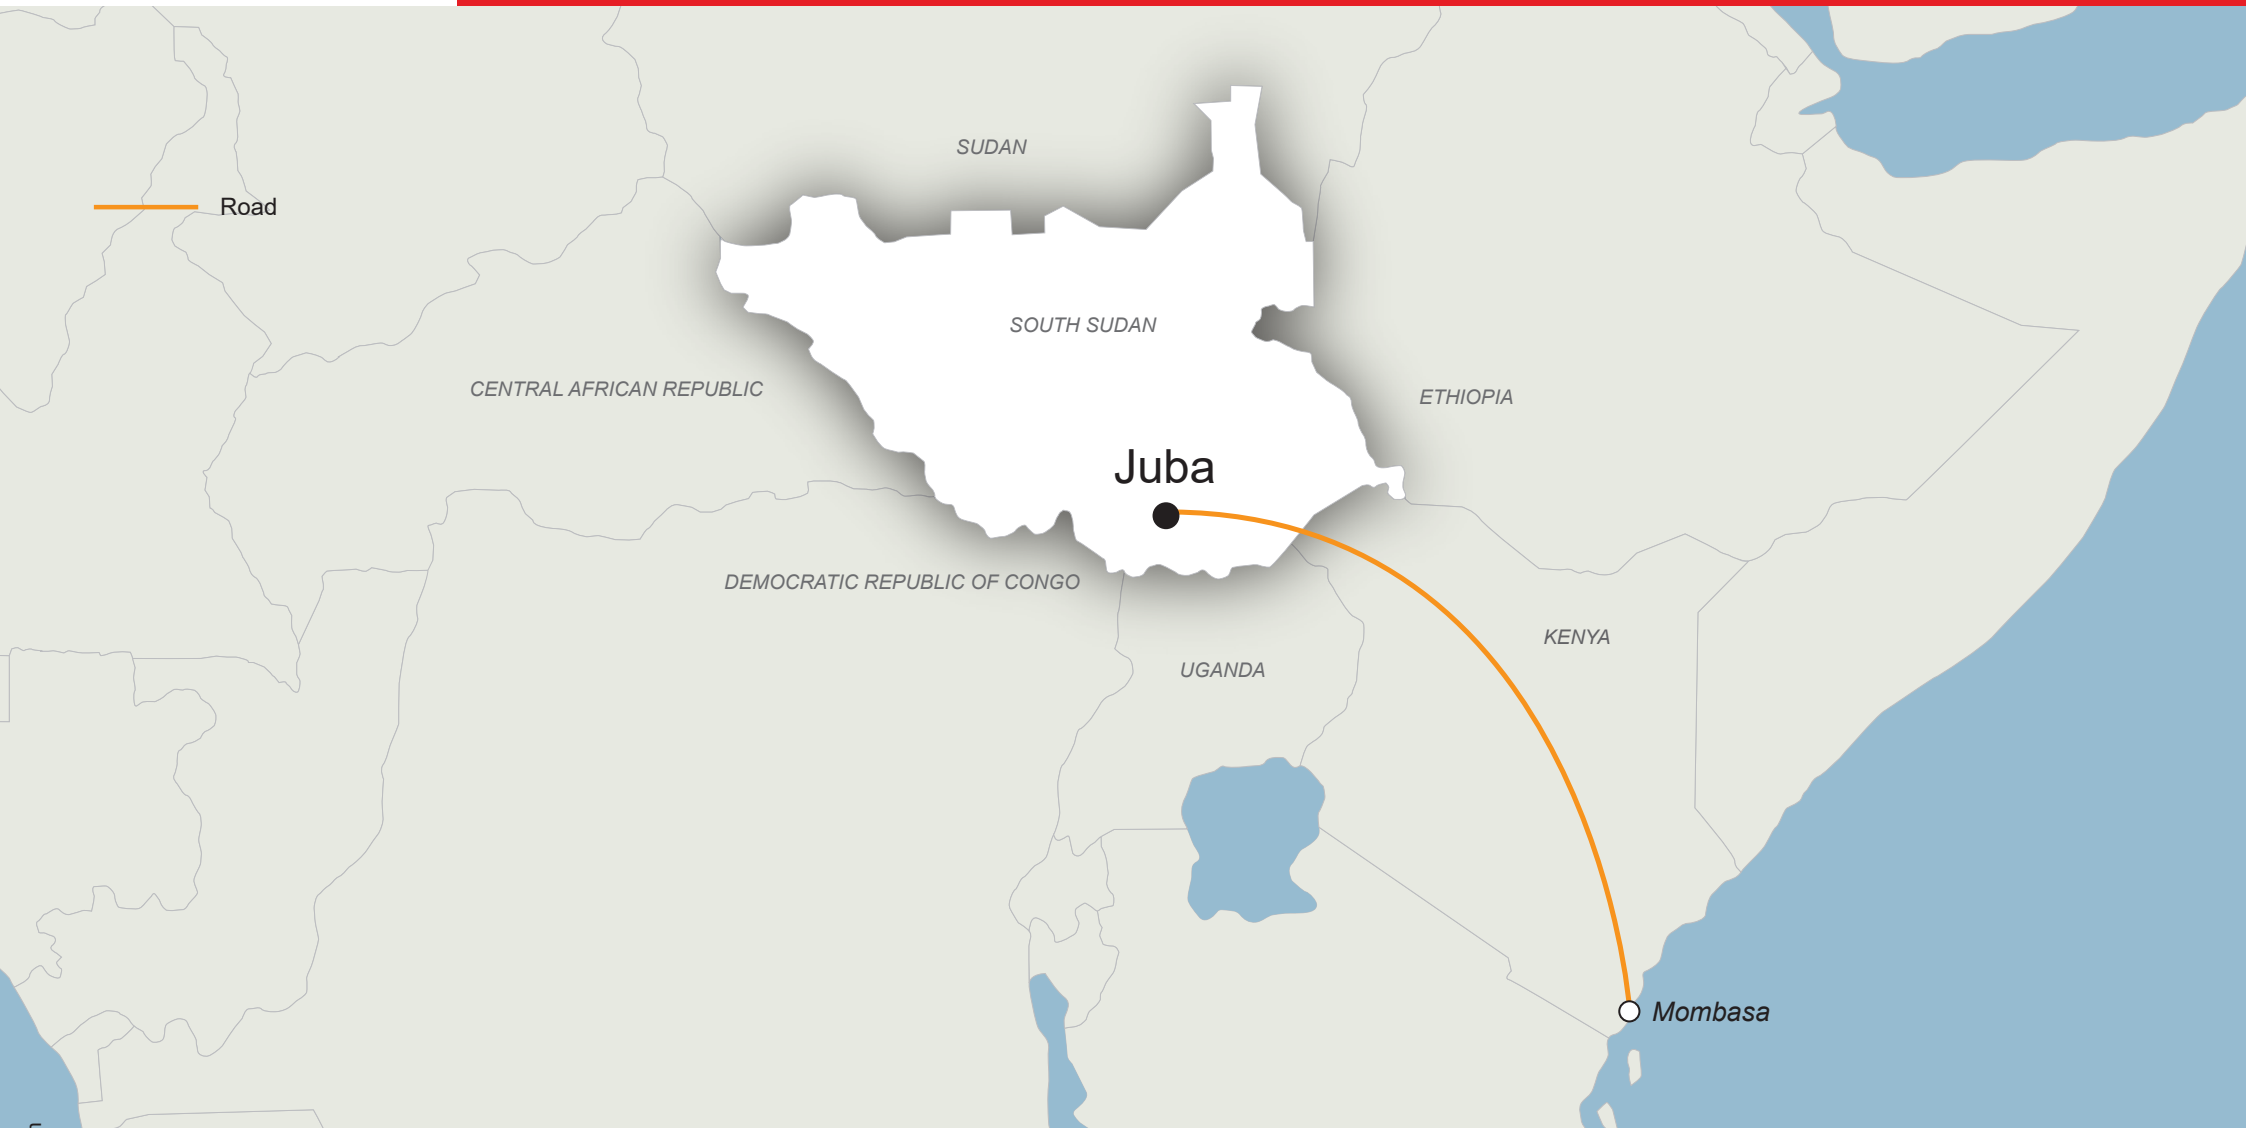 SUDAN
Road
SOUTH SUDAN
CENTRAL AFRICAN REPUBLIC
ETHIOPIA
Juba
DEMOCRATIC REPUBLIC OF CONGO
KENYA
UGANDA
Mombasa